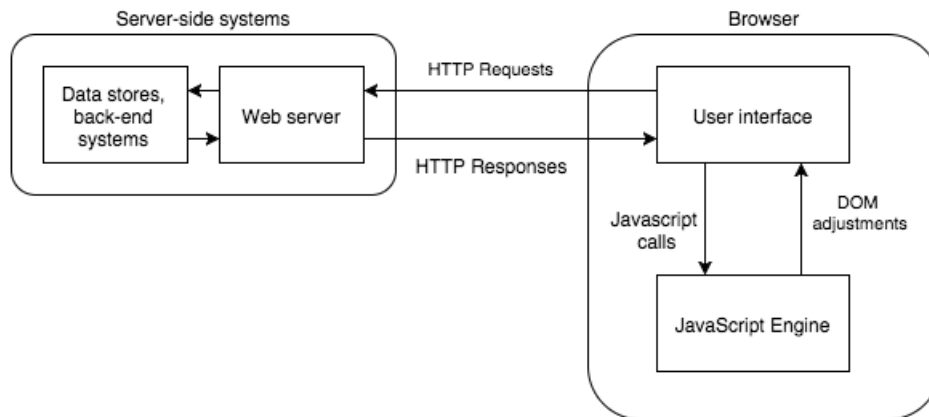 Server-side systems
Browser
Data stores,
back-end
systems
Web server
HTTP Requests
HTTP Responses
User interface
Javascript
calls
DOM
adjustments
JavaScript Engine